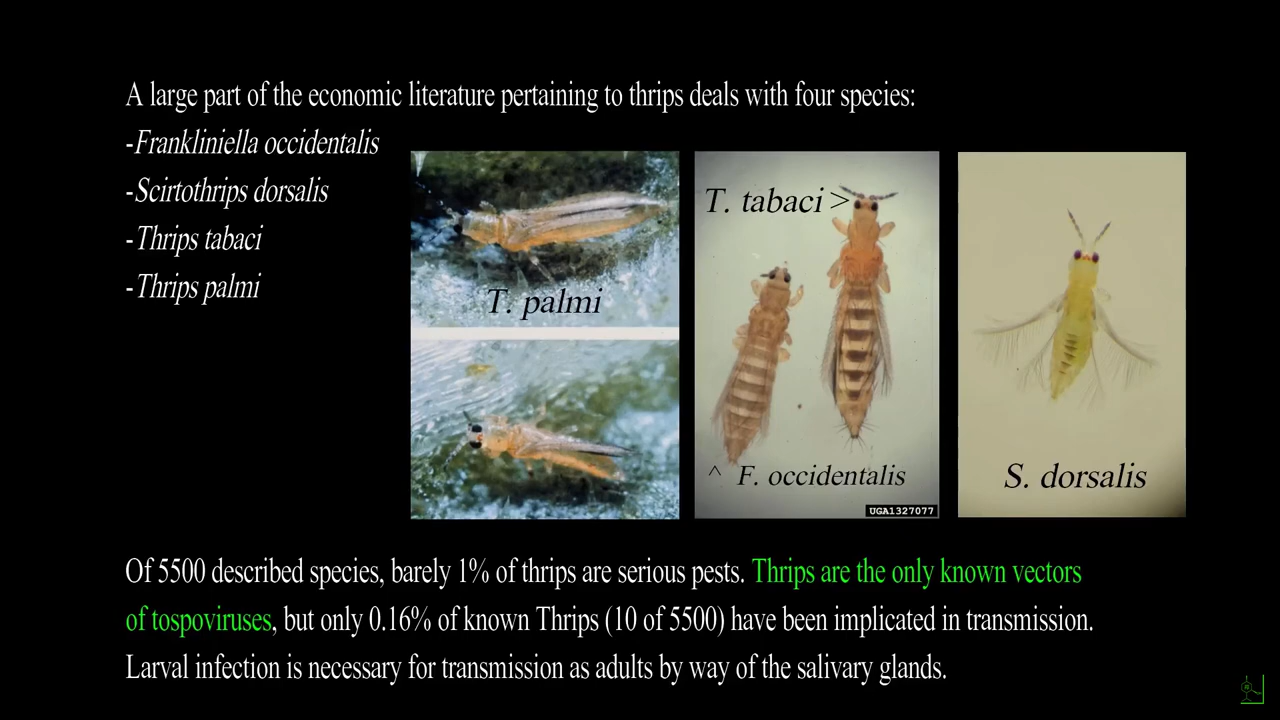 A large part of the economic literature pertaining to thrips deals with four species:
-Frankliniella occidentalis
-Scirtothrips dorsalis
-Thrips tabaci
-Thrips palmi
T. palmi
T. tabaci >
^ F. occidentalis
UGA1327077
S. dorsalis
Of 5500 described species, barely 1% of thrips are serious pests. Thrips are the only known vectors
of tospoviruses, but only 0.16% of known Thrips (10 of 5500) have been implicated in transmission.
Larval infection is necessary for transmission as adults by way of the salivary glands.